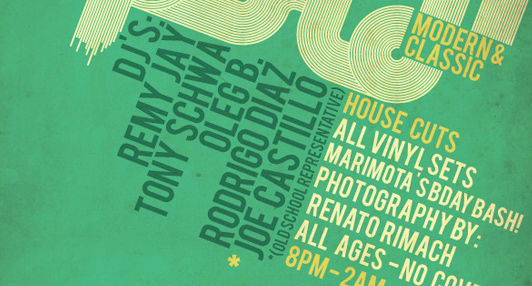 MODERN &
CLASSIC
HOUSE CUTS
ALL VINYL SETS
MARIMOTA'S BDAY BASH!
PHOTOGRAPHY BY:
RENATO RIMACH
ALL AGES - NO COVE
8PM - 2AM
DJ'S:
REMY JAY
TONY SCHWA
OLEG B.
RODRIGO DIAZ
JOE CASTILLO
*(OLD SCHOOL REPRESENTATIVE)
*